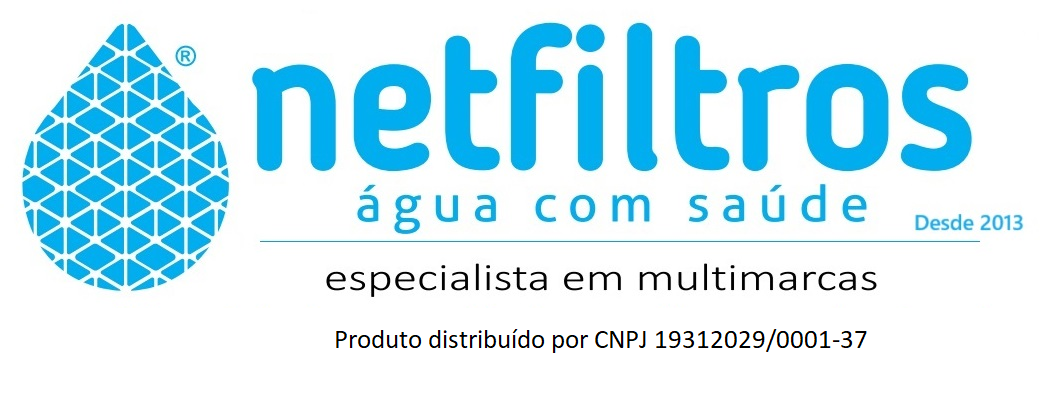 netfiltros®
água com saúde
Desde 2013
especialista em multimarcas
Produto distribuído por CNPJ 19312029/0001-37